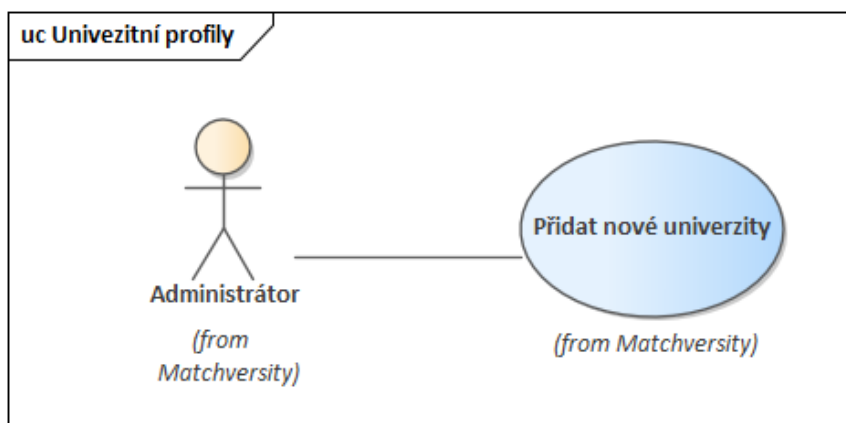 uc Univezitní profily
Přidat nové univerzity
Administrátor
(from
Matchversity)
(from Matchversity)